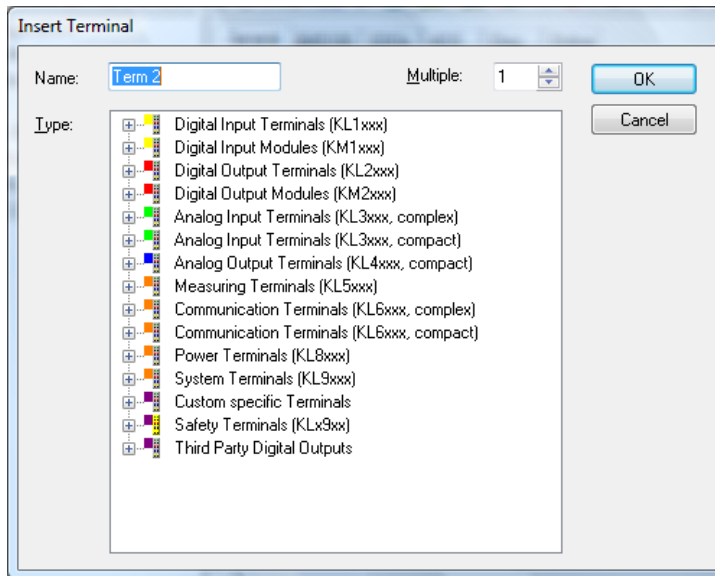 Insert Terminal
Name: Term 2 Multiple: 1 OK
Cancel
Type:
Digital Input Terminals (KL1xxx)
Digital Input Modules (KM1xxx)
Digital Output Terminals (KL2xxx)
Digital Output Modules (KM2xxx)
Analog Input Terminals (KL3xxx, complex)
Analog Input Terminals (KL3xxx, compact)
Analog Output Terminals (KL4xxx, compact)
Measuring Terminals (KL5xxx)
Communication Terminals (KL6xxx, complex)
Communication Terminals (KL6xxx, compact)
Power Terminals (KL8xxx)
System Terminals (KL9xxx)
Custom specific Terminals
Safety Terminals (KLx9xx)
Third Party Digital Outputs